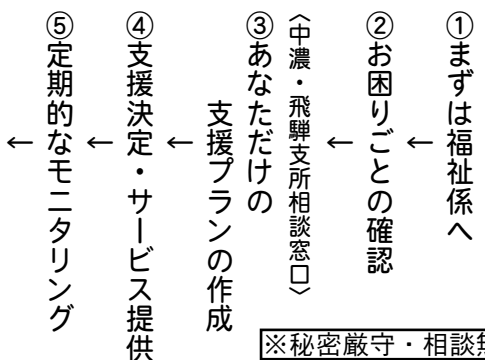 ①まずは福祉係へ
↓
②お困りごとの確認
↓
〈中濃・飛騨支所相談窓口〉
③あなただけの
支援プランの作成
↓
④支援決定・サービス提供
↓
⑤定期的なモニタリング
↓
※秘密厳守・相談無